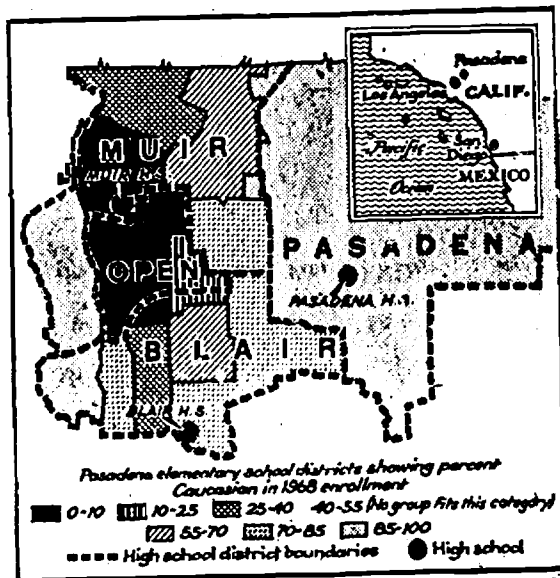 Pasadena
Los Angeles
CALIF.
San
Diego
Pacific
MEXICO
Ocean
MUIR
MUIR H.S.
PASADENA
OPEN
PASADENA H.S.
BLAIR
BLAIR H.S.
Pasadena elementary school districts showing percent
Caucasian in 1968 enrollment
0-10 10-25 25-40 40-55 (No group fits this category)
55-70 70-85 85-100
High school district boundaries High school